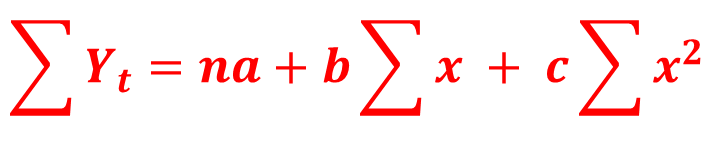 ∑ Yₜ = na + b ∑ x + c ∑ x²